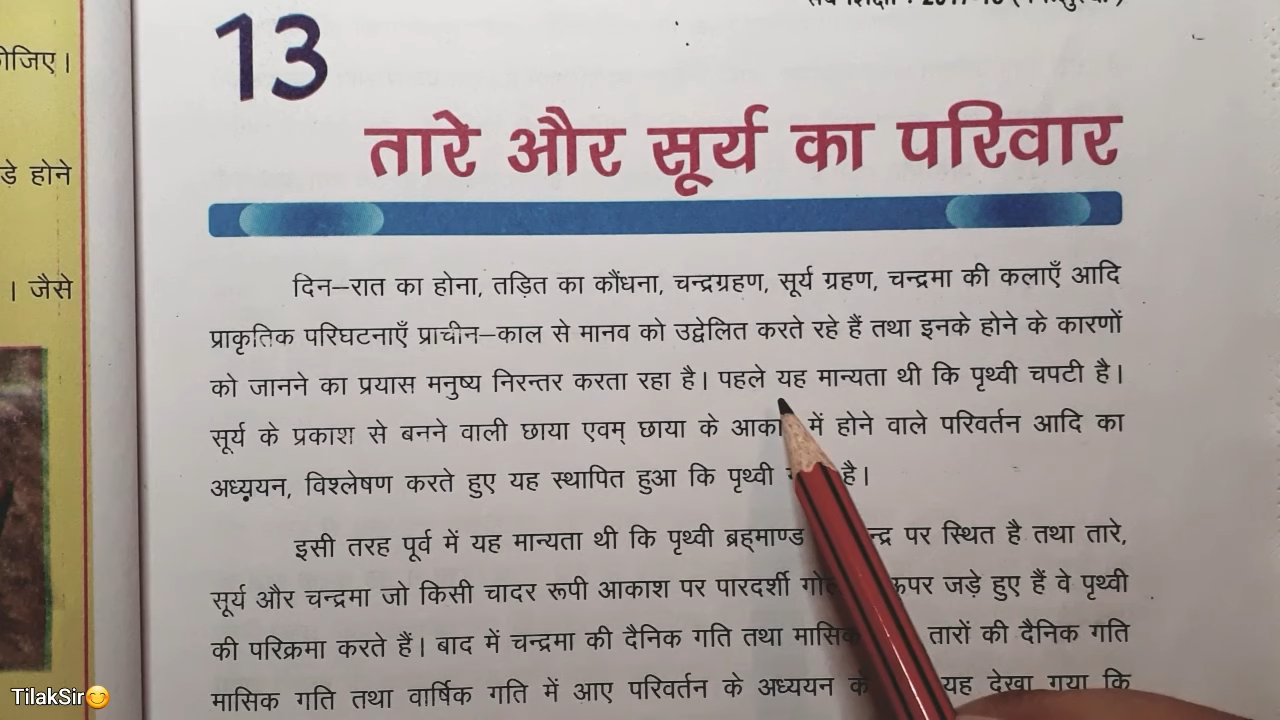 13
तारे और सूर्य का परिवार
दिन–रात का होना, तड़ित का कौंधना, चन्द्रग्रहण, सूर्य ग्रहण, चन्द्रमा की कलाएँ आदि
प्राकृतिक परिघटनाएँ प्राचीन–काल से मानव को उद्वेलित करते रहे हैं तथा इनके होने के कारणों
को जानने का प्रयास मनुष्य निरन्तर करता रहा है। पहले यह मान्यता थी कि पृथ्वी चपटी है।
सूर्य के प्रकाश से बनने वाली छाया एवम् छाया के में होने वाले परिवर्तन आदि का
अध्ययन, विश्लेषण करते हुए यह स्थापित हुआ कि पृथ्वी है।
इसी तरह पूर्व में यह मान्यता थी कि पृथ्वी ब्रह्माण्ड पर स्थित है तथा तारे,
सूर्य और चन्द्रमा जो किसी चादर रूपी आकाश पर पारदर्शी जड़े हुए हैं वे पृथ्वी
की परिक्रमा करते हैं। बाद में चन्द्रमा की दैनिक गति तथा तारों की दैनिक गति
मासिक गति तथा वार्षिक गति में आए परिवर्तन के अध्ययन यह देखा गया कि
ड़े होने
। जैसे
TilakSir😊